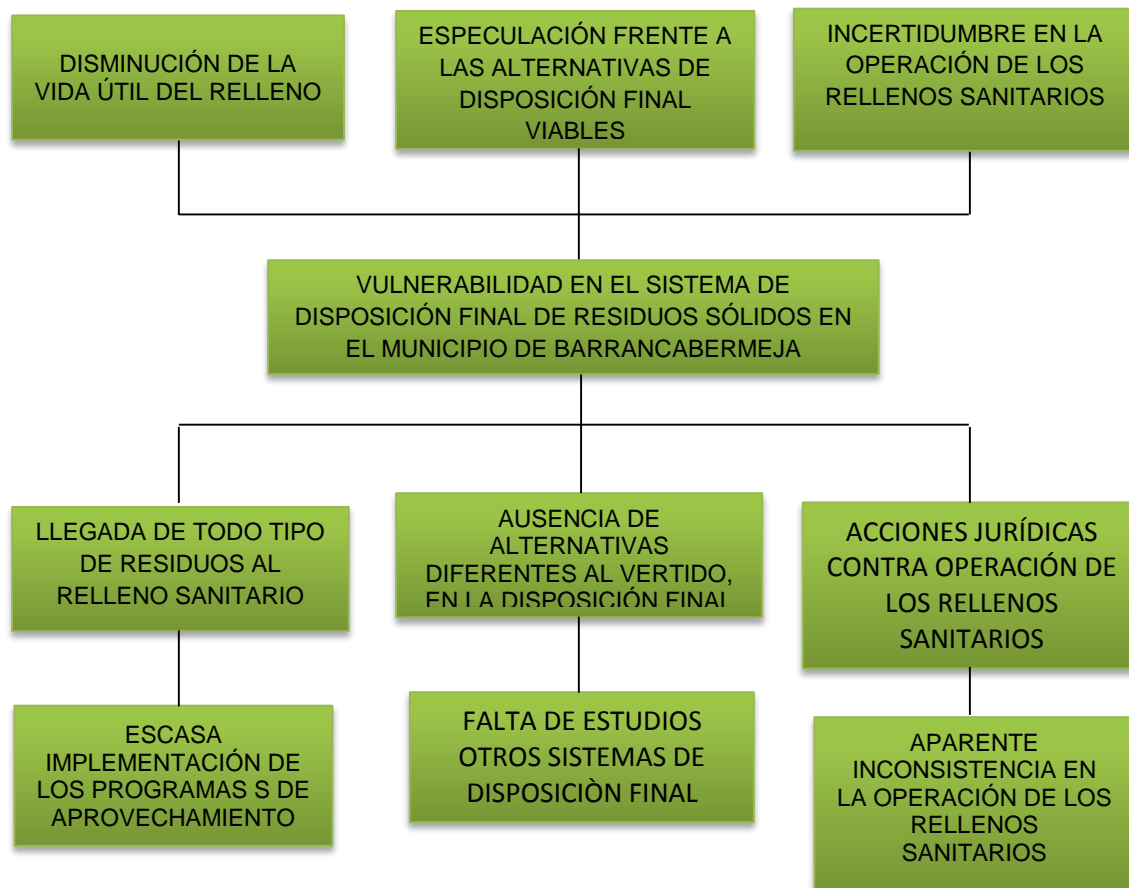 DISMINUCIÓN DE LA
VIDA ÚTIL DEL RELLENO
ESPECULACIÓN FRENTE A
LAS ALTERNATIVAS DE
DISPOSICIÓN FINAL
VIABLES
INCERTIDUMBRE EN LA
OPERACIÓN DE LOS
RELLENOS SANITARIOS
VULNERABILIDAD EN EL SISTEMA DE
DISPOSICIÓN FINAL DE RESIDUOS SÓLIDOS EN
EL MUNICIPIO DE BARRANCABERMEJA
LLEGADA DE TODO TIPO
DE RESIDUOS AL
RELLENO SANITARIO
AUSENCIA DE
ALTERNATIVAS
DIFERENTES AL VERTIDO,
EN LA DISPOSICIÓN FINAL
ACCIONES JURÍDICAS
CONTRA OPERACIÓN DE
LOS RELLENOS
SANITARIOS
ESCASA
IMPLEMENTACIÓN DE
LOS PROGRAMAS S DE
APROVECHAMIENTO
FALTA DE ESTUDIOS
OTROS SISTEMAS DE
DISPOSICIÒN FINAL
APARENTE
INCONSISTENCIA EN
LA OPERACIÓN DE LOS
RELLENOS
SANITARIOS